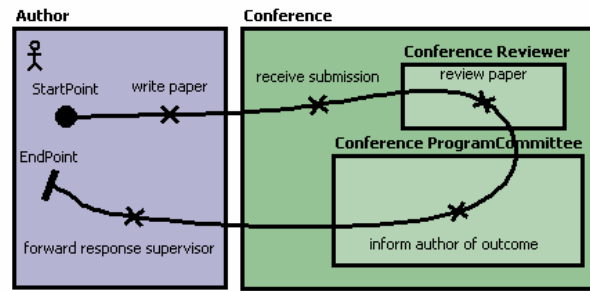 Author
Conference
Conference Reviewer
review paper
receive submission
StartPoint
write paper
Conference ProgramCommittee
EndPoint
forward response supervisor
inform author of outcome